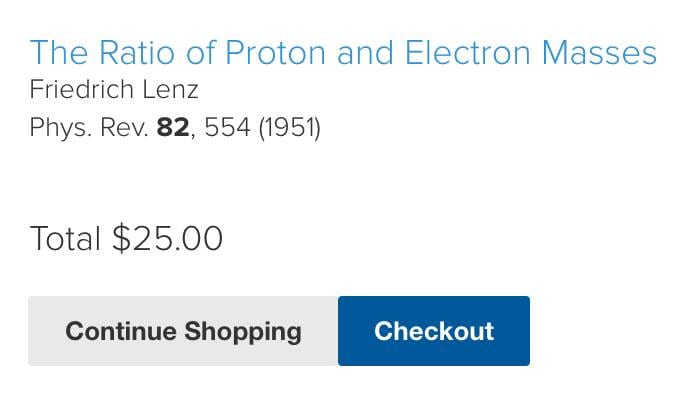 The Ratio of Proton and Electron Masses
Friedrich Lenz
Phys. Rev. 82, 554 (1951)
Total $25.00
Continue Shopping
Checkout